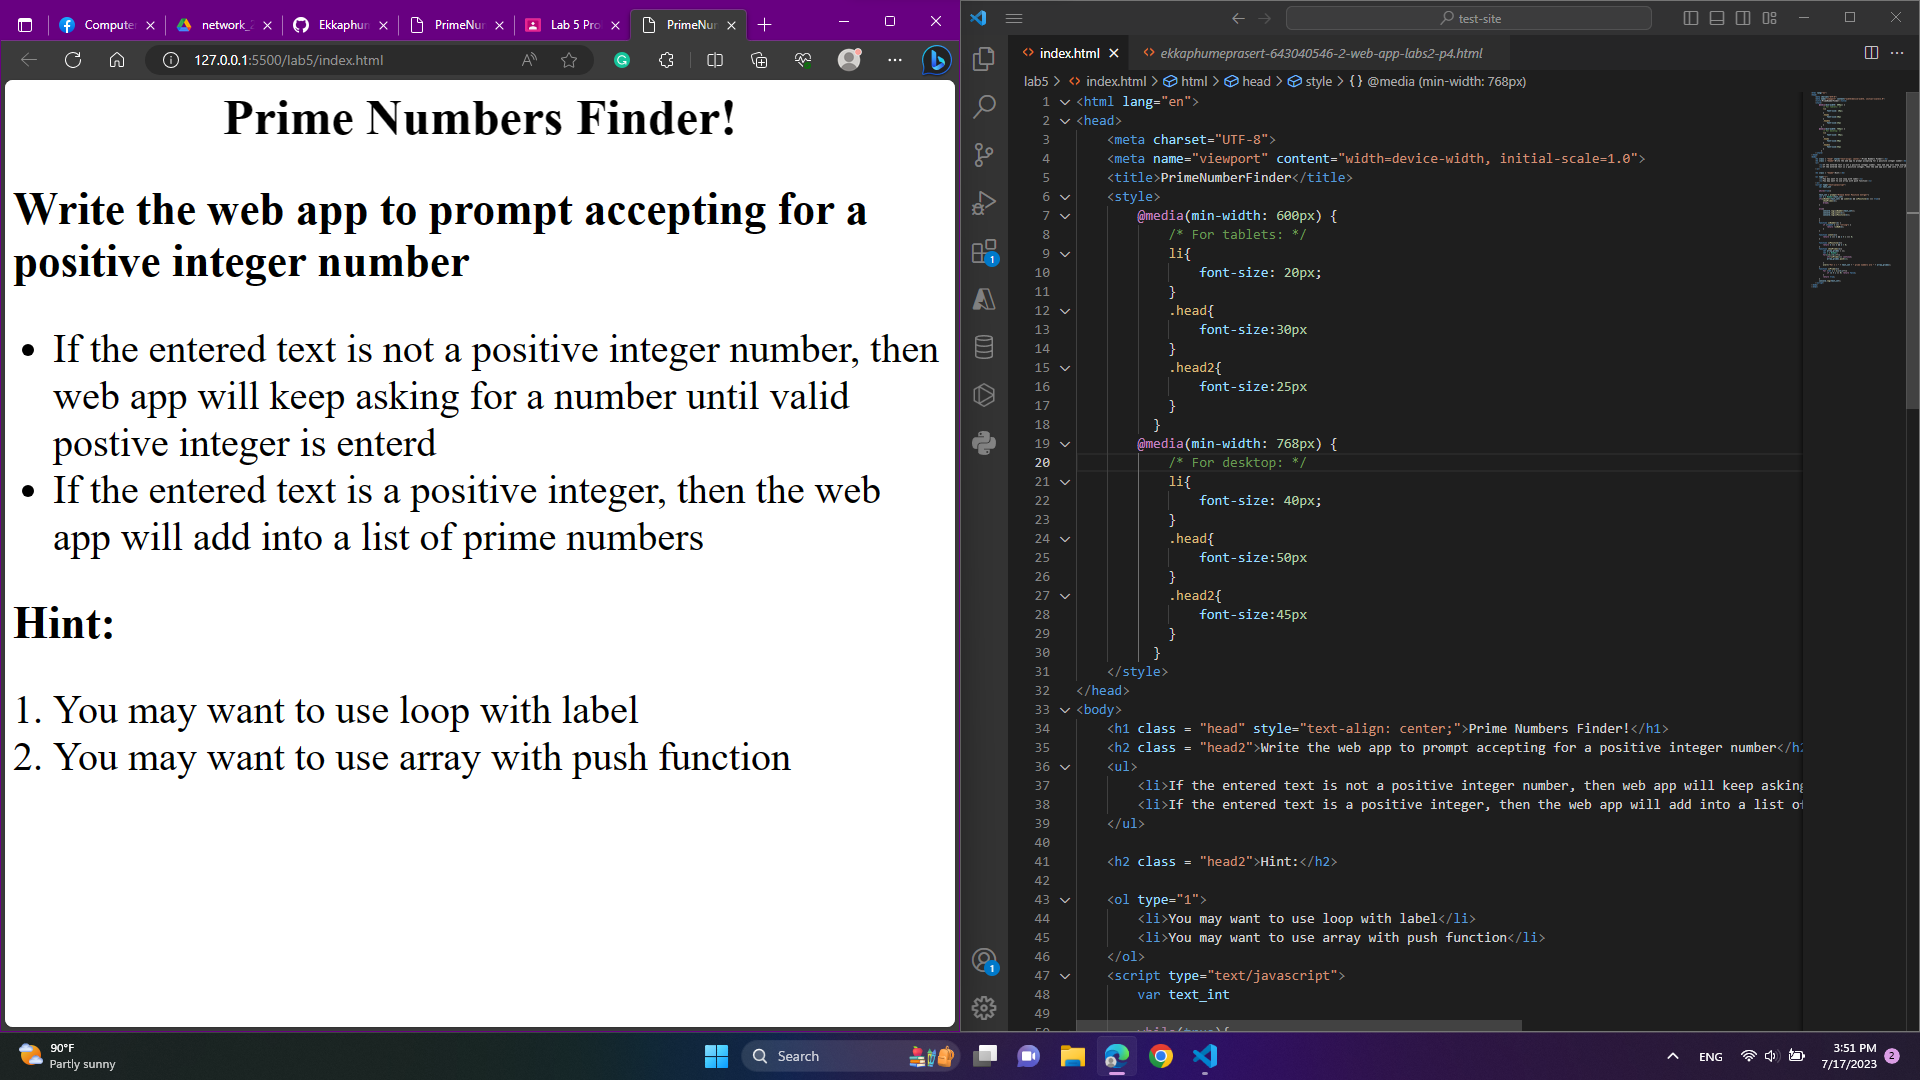 Compute
network_
Ekkaphum
PrimeNum
Lab 5 Pro
PrimeNum
127.0.0.1:5500/lab5/index.html
Prime Numbers Finder!
Write the web app to prompt accepting for a
positive integer number
If the entered text is not a positive integer number, then
web app will keep asking for a number until valid
postive integer is enterd
If the entered text is a positive integer, then the web
app will add into a list of prime numbers
Hint:
1. You may want to use loop with label
2. You may want to use array with push function
test-site
index.html
ekkaphumeprasert-643040546-2-web-app-labs2-p4.html
lab5 > index.html > html > head > style > {} @media (min-width: 768px)
1 <html lang="en">
2 <head>
3 <meta charset="UTF-8">
4 <meta name="viewport" content="width=device-width, initial-scale=1.0">
5 <title>PrimeNumberFinder</title>
6 <style>
7 @media(min-width: 600px) {
8 /* For tablets: */
9 li{
10 font-size: 20px;
11 }
12 .head{
13 font-size:30px
14 }
15 .head2{
16 font-size:25px
17 }
18 }
19 @media(min-width: 768px) {
20 /* For desktop: */
21 li{
22 font-size: 40px;
23 }
24 .head{
25 font-size:50px
26 }
27 .head2{
28 font-size:45px
29 }
30 }
31 </style>
32 </head>
33 <body>
34 <h1 class = "head" style="text-align: center;">Prime Numbers Finder!</h1>
35 <h2 class = "head2">Write the web app to prompt accepting for a positive integer number</h2
36 <ul>
37 <li>If the entered text is not a positive integer number, then web app will keep asking
38 <li>If the entered text is a positive integer, then the web app will add into a list of
39 </ul>
40
41 <h2 class = "head2">Hint:</h2>
42
43 <ol type="1">
44 <li>You may want to use loop with label</li>
45 <li>You may want to use array with push function</li>
46 </ol>
47 <script type="text/javascript">
48 var text_int
49
50 while(true){
1
1
90°F
Partly sunny
Search
ENG
3:51 PM
7/17/2023
2